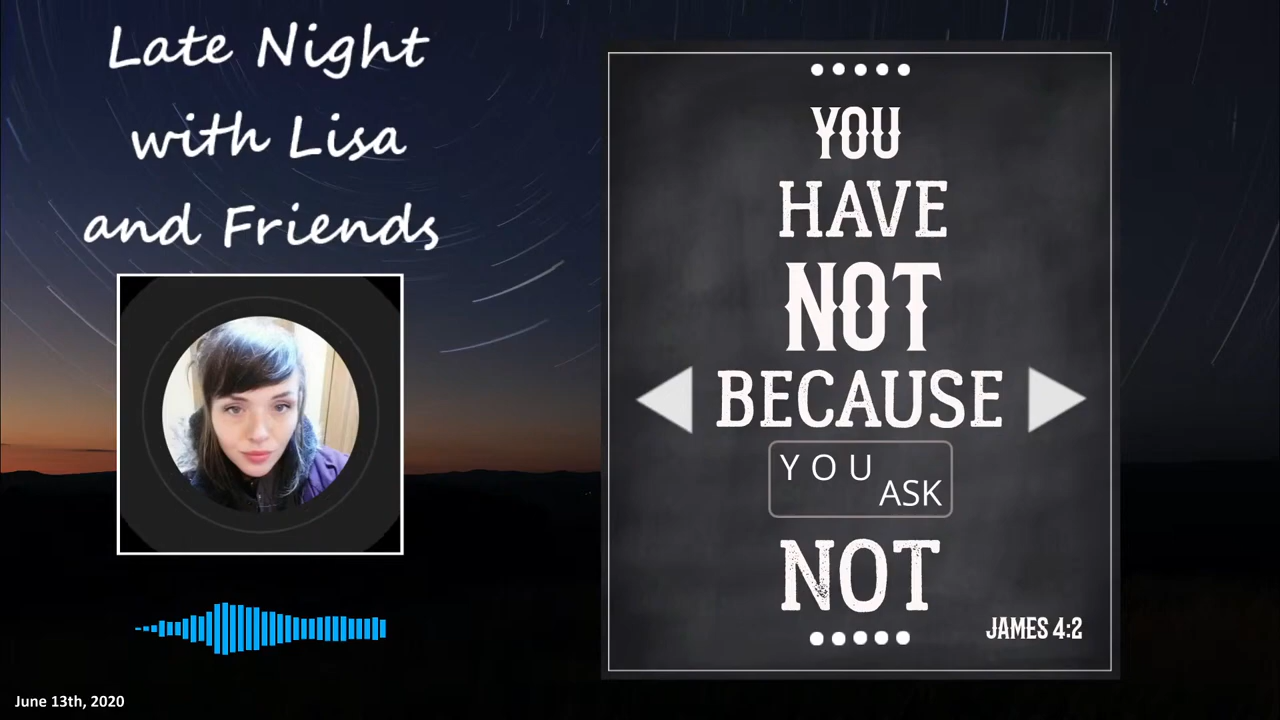 Late Night
with Lisa
and Friends
June 13th, 2020
YOU
HAVE
NOT
BECAUSE
YOU
ASK
NOT
JAMES 4:2